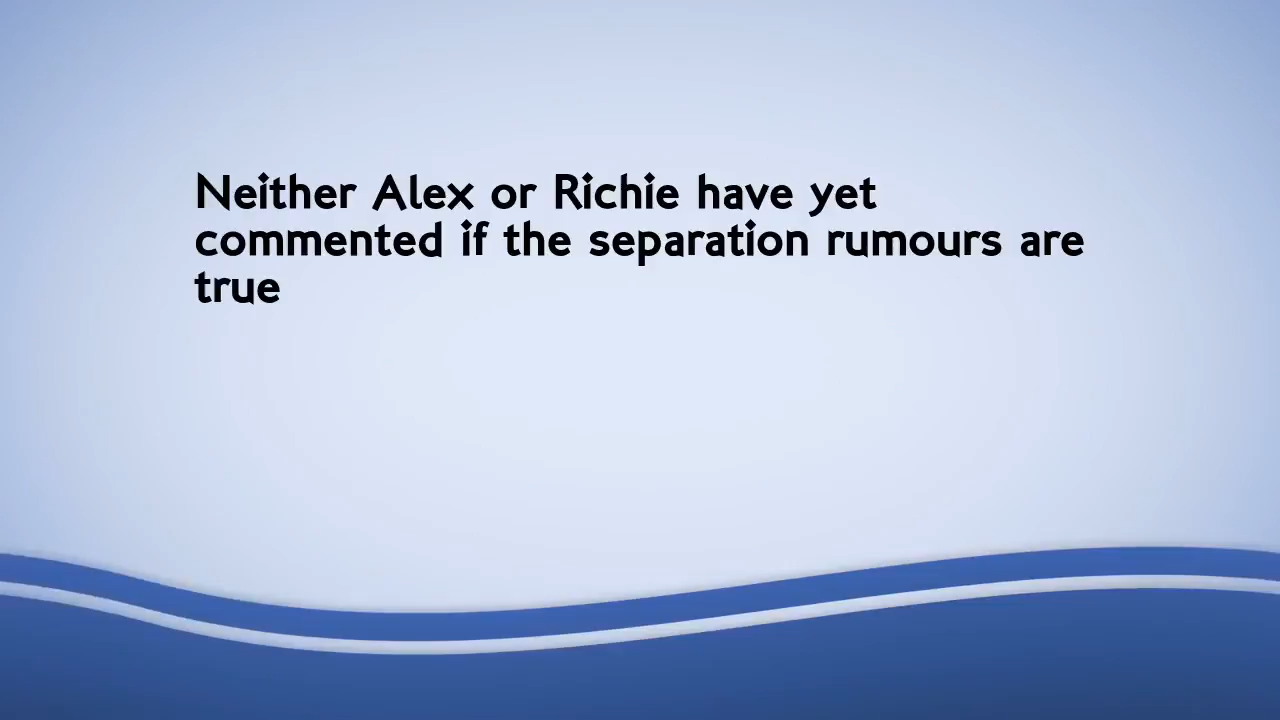 Neither Alex or Richie have yet
commented if the separation rumours are
true